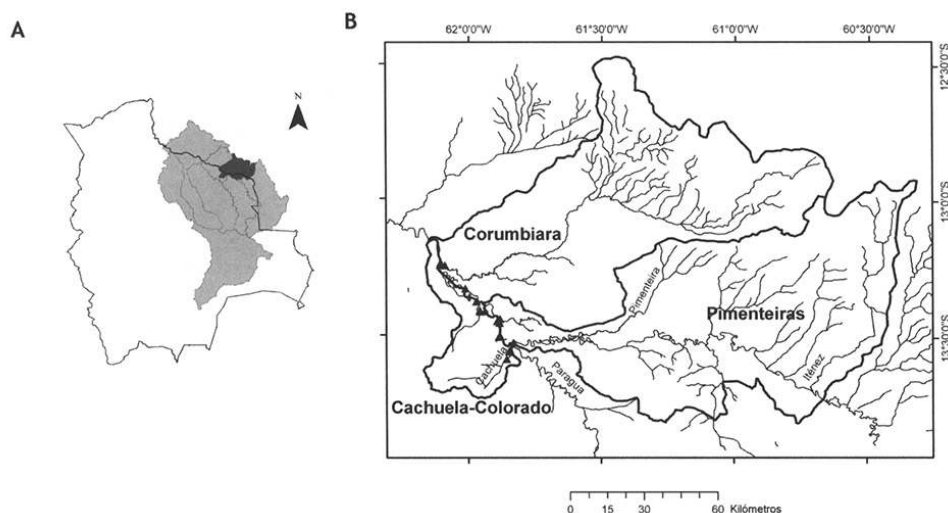 A
N
B
62°0'0"W
61°30'0"W
61°0'0"W
60°30'0"W
12°30'0"S
13°0'0"S
13°30'0"S
Corumbiara
Pimenteira
Pimenteiras
Iténez
Cachuela
Paragua
Cachuela-Colorado
0 15 30 60 Kilómetros